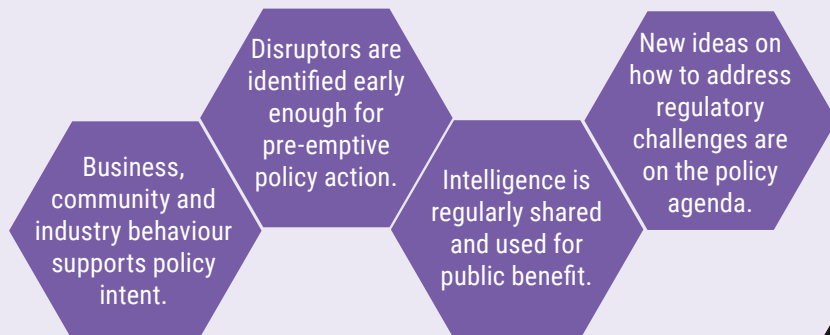 Business,
community and
industry behaviour
supports policy
intent.
Disruptors are
identified early
enough for
pre-emptive
policy action.
Intelligence is
regularly shared
and used for
public benefit.
New ideas on
how to address
regulatory
challenges are
on the policy
agenda.